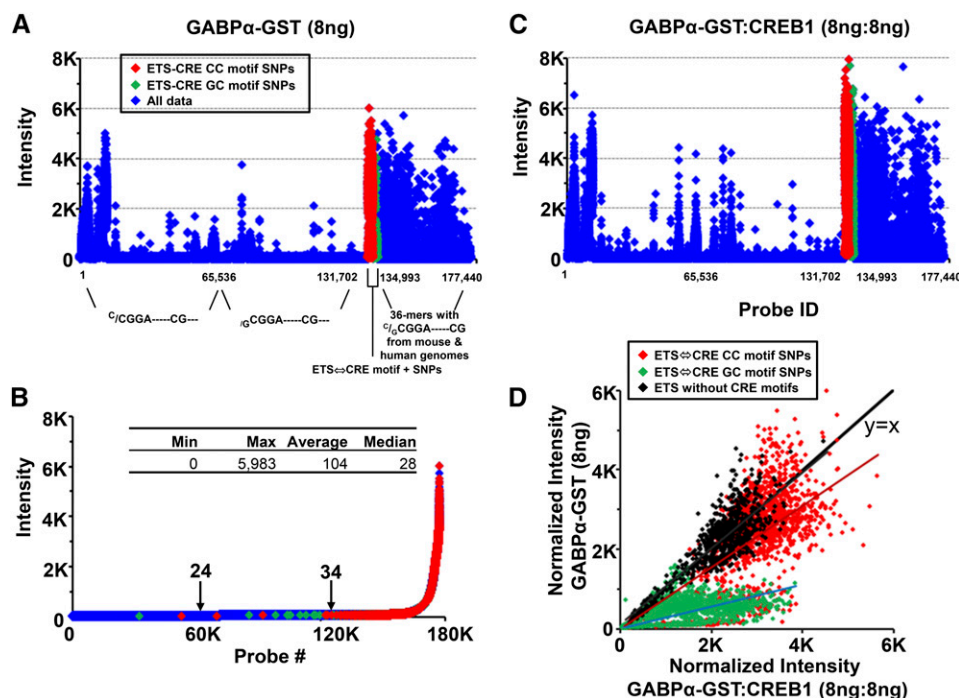 A
GABPα-GST (8ng)
8K
6K
4K
2K
0
Intensity
ETS-CRE CC motif SNPs
ETS-CRE GC motif SNPs
All data
1
65,536
131,702
134,993
177,440
C/CGGA-----CG---
/GCGGA-----CG---
36-mers with
C/GCGGA-----CG
from mouse &
human genomes
ETS⇔CRE motif + SNPs
C
GABPα-GST:CREB1 (8ng:8ng)
8K
6K
4K
2K
0
Intensity
1
65,536
131,702
134,993
177,440
Probe ID
B
8K
6K
4K
2K
0
Intensity
Min Max Average Median
0 5,983 104 28
24
34
0 60K 120K 180K
Probe #
D
ETS⇔CRE CC motif SNPs
ETS⇔CRE GC motif SNPs
ETS without CRE motifs
6K
4K
2K
0
Normalized Intensity
GABPα-GST (8ng)
y=x
0 2K 4K 6K
Normalized Intensity
GABPα-GST:CREB1 (8ng:8ng)